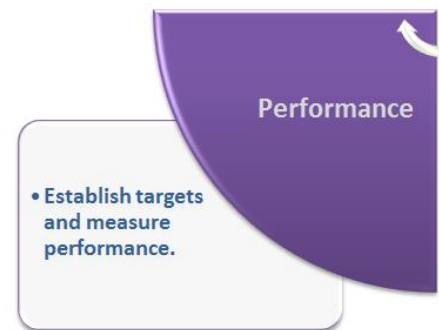 Performance
• Establish targets
and measure
performance.